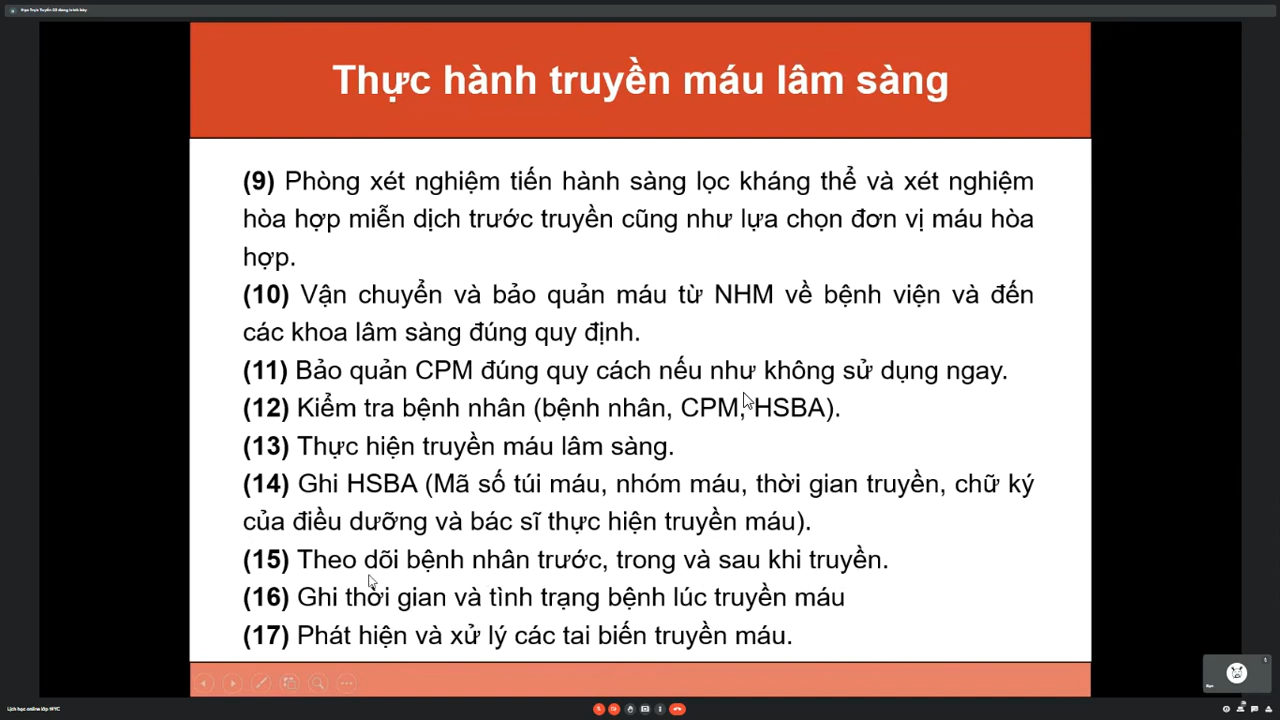 Thực hành truyền máu lâm sàng
(9) Phòng xét nghiệm tiến hành sàng lọc kháng thể và xét nghiệm
hòa hợp miễn dịch trước truyền cũng như lựa chọn đơn vị máu hòa
hợp.
(10) Vận chuyển và bảo quản máu từ NHM về bệnh viện và đến
các khoa lâm sàng đúng quy định.
(11) Bảo quản CPM đúng quy cách nếu như không sử dụng ngay.
(12) Kiểm tra bệnh nhân (bệnh nhân, CPM, HSBA).
(13) Thực hiện truyền máu lâm sàng.
(14) Ghi HSBA (Mã số túi máu, nhóm máu, thời gian truyền, chữ ký
của điều dưỡng và bác sĩ thực hiện truyền máu).
(15) Theo dõi bệnh nhân trước, trong và sau khi truyền.
(16) Ghi thời gian và tình trạng bệnh lúc truyền máu
(17) Phát hiện và xử lý các tai biến truyền máu.
Bạn
Lịch học online lớp